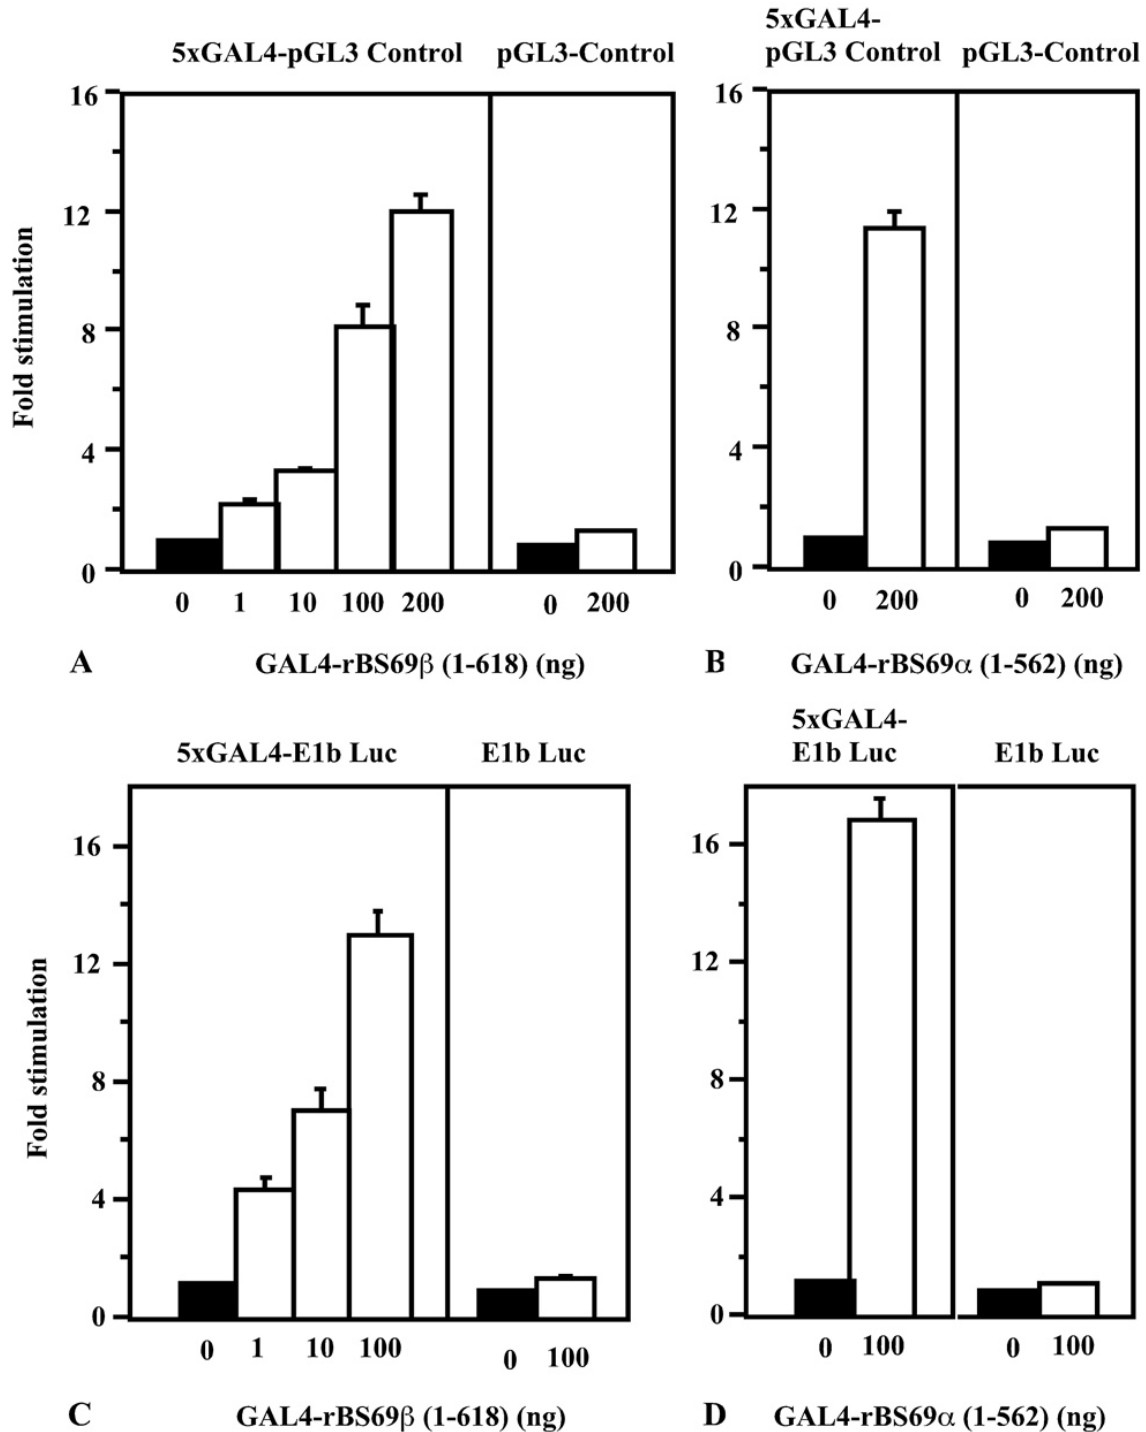 5xGAL4-pGL3 Control pGL3-Control
16
12
8
4
0
Fold stimulation
0 1 10 100 200 0 200
A GAL4-rBS69β (1-618) (ng)
5xGAL4-
pGL3 Control pGL3-Control
16
12
8
4
0
0 200 0 200
B GAL4-rBS69α (1-562) (ng)
5xGAL4-E1b Luc E1b Luc
16
12
8
4
0
Fold stimulation
0 1 10 100 0 100
C GAL4-rBS69β (1-618) (ng)
5xGAL4-
E1b Luc E1b Luc
16
12
8
4
0
0 100 0 100
D GAL4-rBS69α (1-562) (ng)